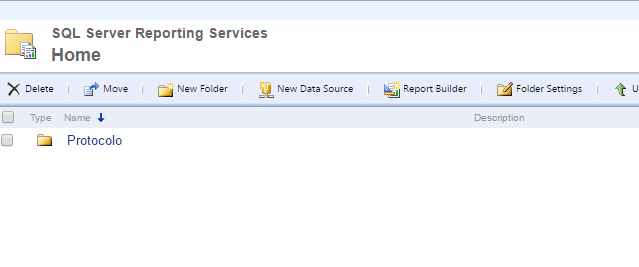 SQL Server Reporting Services
Home
Delete Move New Folder New Data Source Report Builder Folder Settings
Type Name Description
Protocolo